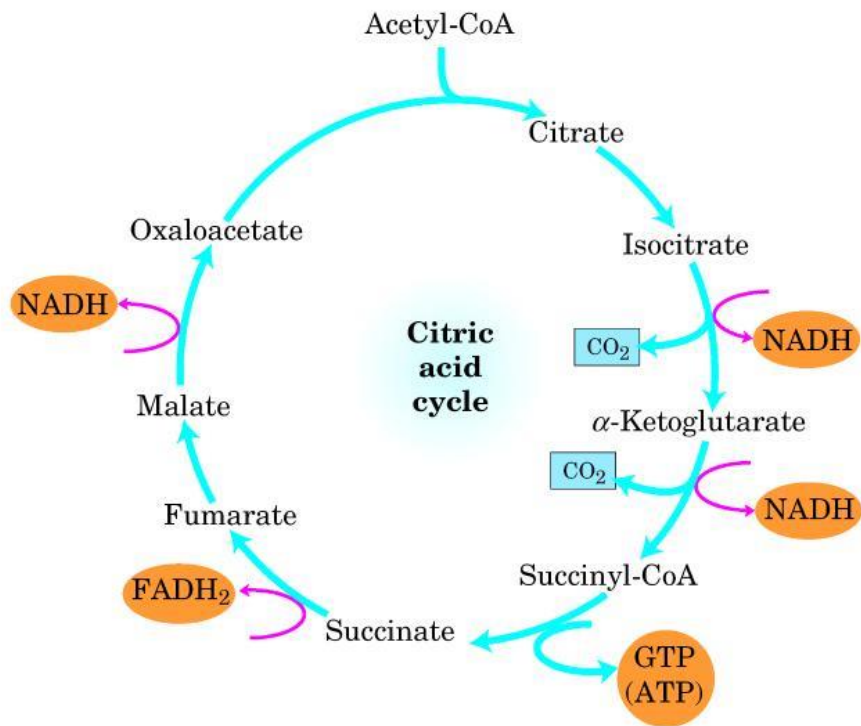 Acetyl-CoA
Citrate
Isocitrate
NADH
CO₂
α-Ketoglutarate
CO₂
NADH
Succinyl-CoA
GTP
(ATP)
Succinate
FADH₂
Fumarate
Malate
NADH
Oxaloacetate
Citric
acid
cycle